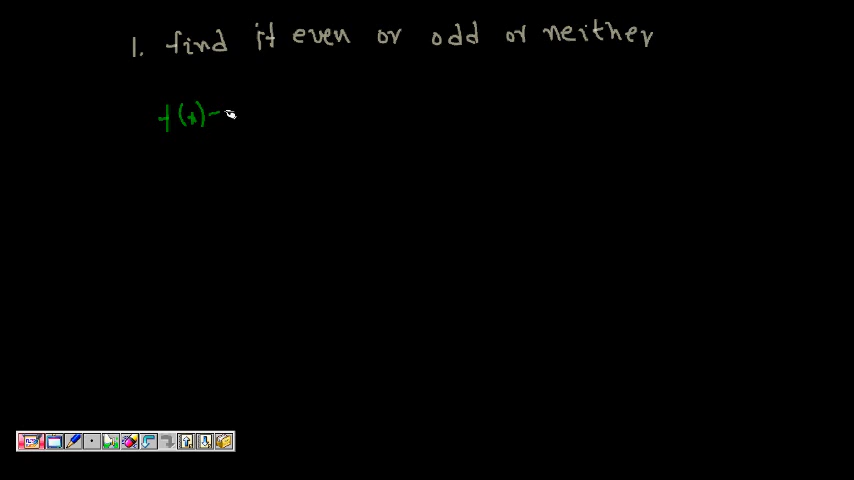 1. find if even or odd or neither
f(x)-